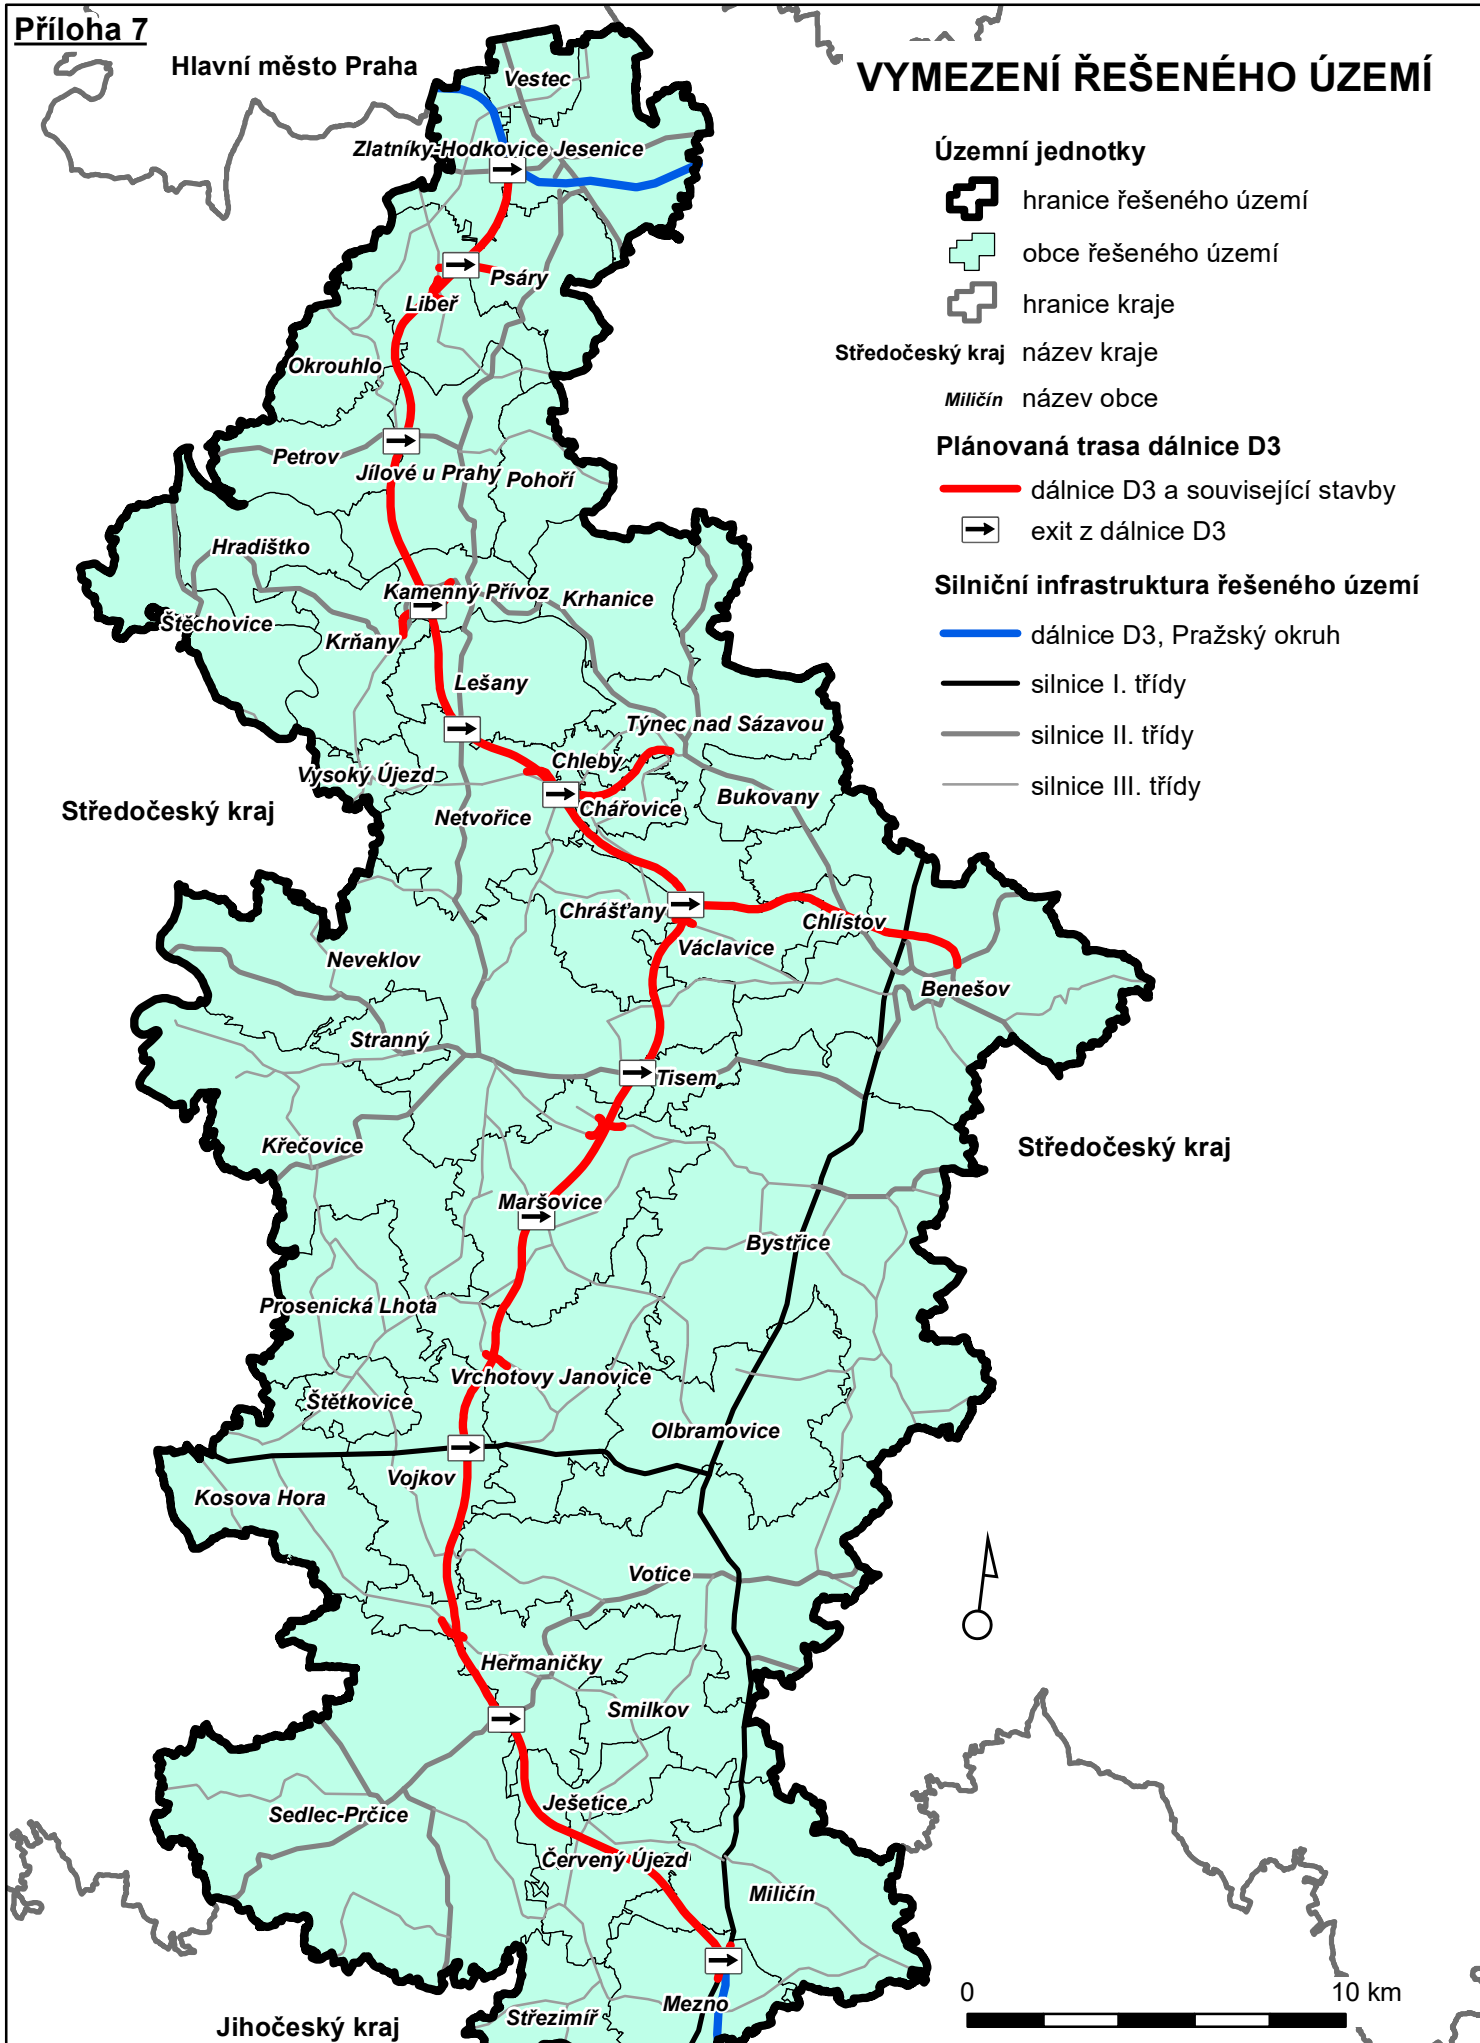 Příloha 7
VYMEZENÍ ŘEŠENÉHO ÚZEMÍ
Hlavní město Praha
Vestec
Zlatníky-Hodkovice
Jesenice
Psáry
Libeř
Okrouhlo
Petrov
Jílové u Prahy
Pohoří
Hradištko
Kamenný Přívoz
Krhanice
Štěchovice
Krňany
Lešany
Týnec nad Sázavou
Vysoký Újezd
Chleby
Bukovany
Středočeský kraj
Netvořice
Chářovice
Chrášťany
Chlístov
Václavice
Neveklov
Benešov
Stranný
Tisem
Křečovice
Středočeský kraj
Maršovice
Bystřice
Prosenická Lhota
Vrchotovy Janovice
Štětkovice
Olbramovice
Vojkov
Kosova Hora
Votice
Heřmaničky
Smilkov
Ješetice
Sedlec-Prčice
Červený Újezd
Miličín
Mezno
Střezimíř
Jihočeský kraj
Územní jednotky
hranice řešeného území
obce řešeného území
hranice kraje
Středočeský kraj název kraje
Miličín název obce
Plánovaná trasa dálnice D3
dálnice D3 a související stavby
exit z dálnice D3
Silniční infrastruktura řešeného území
dálnice D3, Pražský okruh
silnice I. třídy
silnice II. třídy
silnice III. třídy
0 10 km